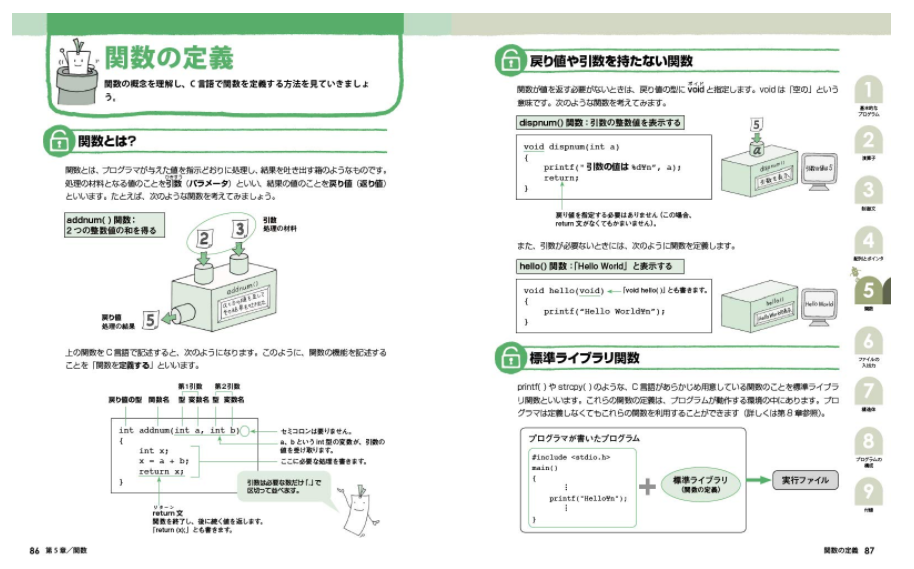 関数の定義
関数の概念を理解し、C言語で関数を定義する方法を見ていきましょ
う。
関数とは?
関数とは、プログラマが与えた値を指示どおりに処理し、結果を吐き出す箱のようなものです。
処理の材料となる値のことを引数（パラメータ）といい、結果の値のことを戻り値（返り値）
といいます。たとえば、次のような関数を考えてみましょう。
addnum( )関数：
2つの整数値の和を得る
引数
処理の材料
2
3
addnum()
戻り値
処理の結果
5
上の関数をC言語で記述すると、次のようになります。このように、関数の機能を記述する
ことを「関数を定義する」といいます。
第1引数 第2引数
戻り値の型 関数名 型 変数名 型 変数名
int addnum(int a, int b)
{
int x;
x = a + b;
return x;
}
セミコロンは要りません。
a、bというint型の変数が、引数の
値を受け取ります。
ここに必要な処理を書きます。
引数は必要な数だけ「,」で
区切って並べます。
リターン
return文
関数を終了し、後に続く値を返します。
「return (x);」とも書きます。
86 第5章／関数
戻り値や引数を持たない関数
ボイド
関数が値を返す必要がないときは、戻り値の型にvoidと指定します。voidは「空の」という
意味です。次のような関数を考えてみます。
dispnum()関数：引数の整数値を表示する
void dispnum(int a)
{
printf("引数の値は %d¥n", a);
return;
}
5
a
dispnum()
引数を表示
引数の値は 5
戻り値を指定する必要はありません（この場合、
return文がなくてもかまいません）。
また、引数が必要ないときには、次のように関数を定義します。
hello()関数：「Hello World」と表示する
void hello(void)
「void hello( )」とも書きます。
{
printf("Hello World¥n");
}
hello()
Hello World表示
Hello World
標準ライブラリ関数
printf( )やstrcpy( )のような、C言語があらかじめ用意している関数のことを標準ライブラ
リ関数といいます。これらの関数の定義は、プログラムが動作する環境の中にあります。プロ
グラマは定義しなくてもこれらの関数を利用することができます（詳しくは第8章参照）。
プログラマが書いたプログラム
#include <stdio.h>
main()
{
⋮
printf("Hello¥n");
⋮
}
+
標準ライブラリ
（関数の定義）
実行ファイル
1
基本的な
プログラム
2
演算子
3
制御文
4
配列とポインタ
5
関数
6
ファイルの
入出力
7
構造体
8
プログラムの
構成
9
付録
関数の定義 87